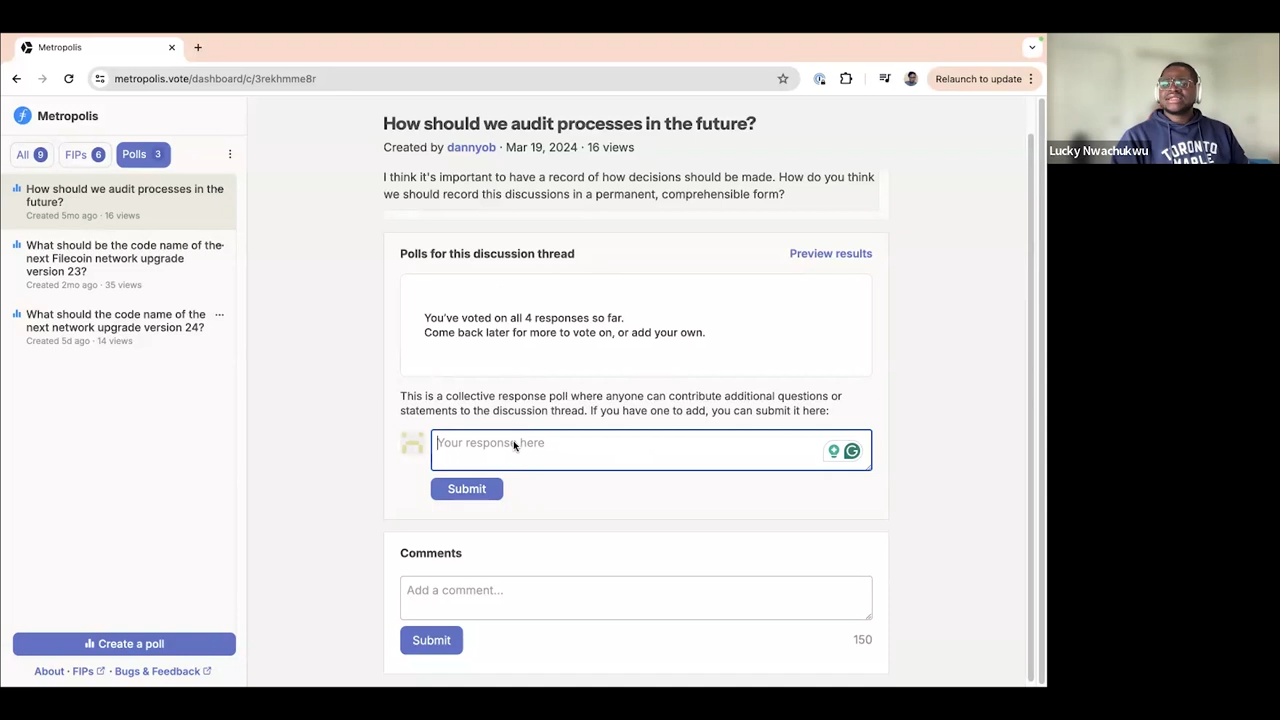 Metropolis
metropolis.vote/dashboard/c/3rekhmme8r
Relaunch to update
Metropolis
All 9
FIPs 6
Polls 3
How should we audit processes in the future?
Created 5mo ago · 16 views
What should be the code name of the next Filecoin network upgrade version 23?
Created 2mo ago · 35 views
What should the code name of the next network upgrade version 24?
Created 5d ago · 14 views
Create a poll
About · FIPs · Bugs & Feedback
How should we audit processes in the future?
Created by dannyob · Mar 19, 2024 · 16 views
I think it's important to have a record of how decisions should be made. How do you think
we should record this discussions in a permanent, comprehensible form?
Polls for this discussion thread
Preview results
You've voted on all 4 responses so far.
Come back later for more to vote on, or add your own.
This is a collective response poll where anyone can contribute additional questions or
statements to the discussion thread. If you have one to add, you can submit it here:
Your response here
Submit
Comments
Add a comment...
Submit
150
Lucky Nwachukwu
TORONTO